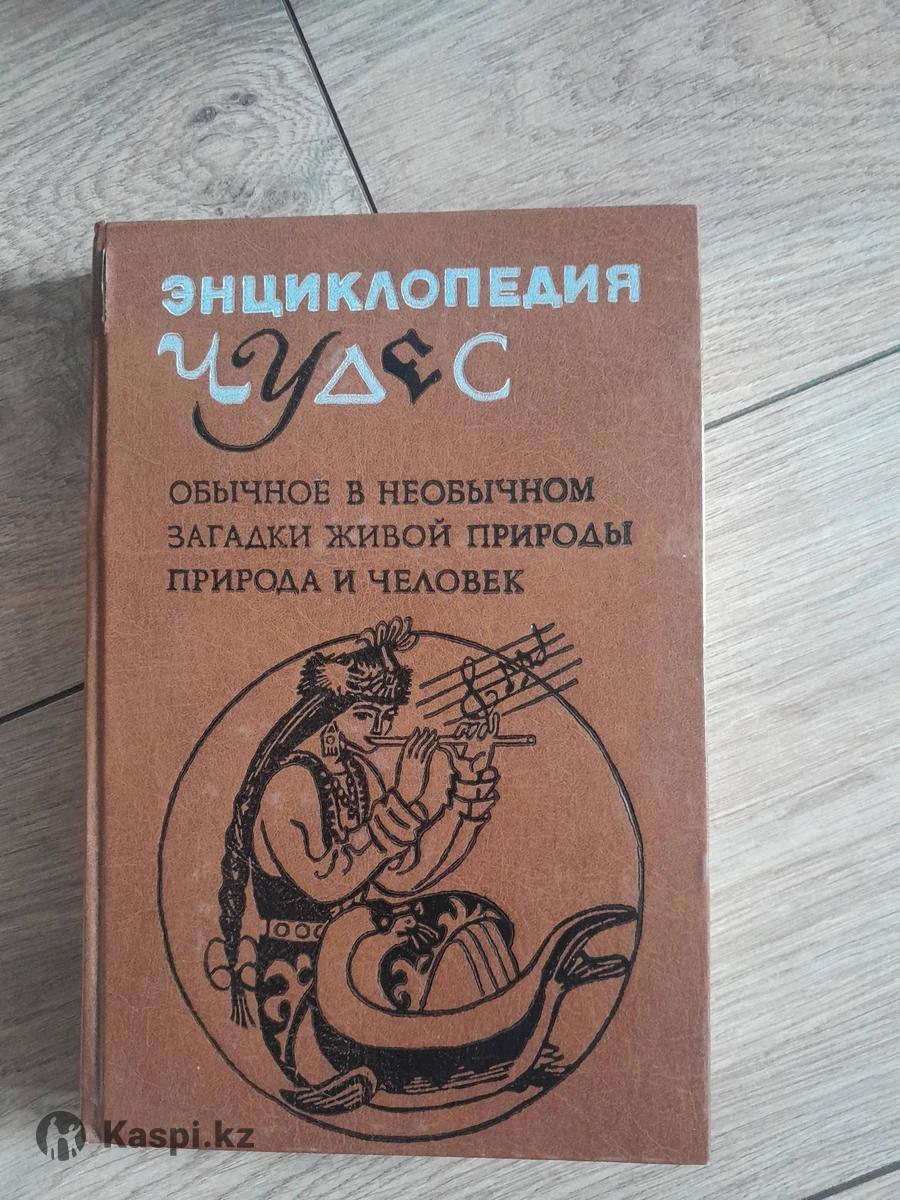 ЭНЦИКЛОПЕДИЯ
ЧУДЕС
ОБЫЧНОЕ В НЕОБЫЧНОМ
ЗАГАДКИ ЖИВОЙ ПРИРОДЫ
ПРИРОДА И ЧЕЛОВЕК
Kaspi.kz